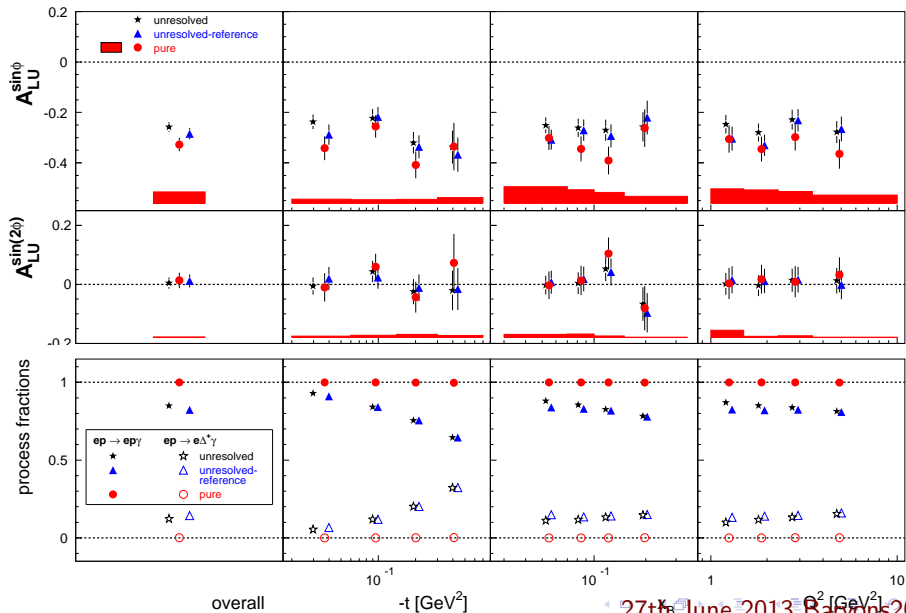 0.2
unresolved
unresolved-reference
pure
0
-0.2
-0.4
A_LU^sinϕ
0.2
0
-0.2
A_LU^sin(2ϕ)
1
0.5
0
process fractions
ep → epγ
ep → eΔ*γ
unresolved
unresolved-
reference
pure
10^-1
10^-1
1
10
overall
-t [GeV²]
x_B
Q² [GeV²]
27th June 2013 Baryons20